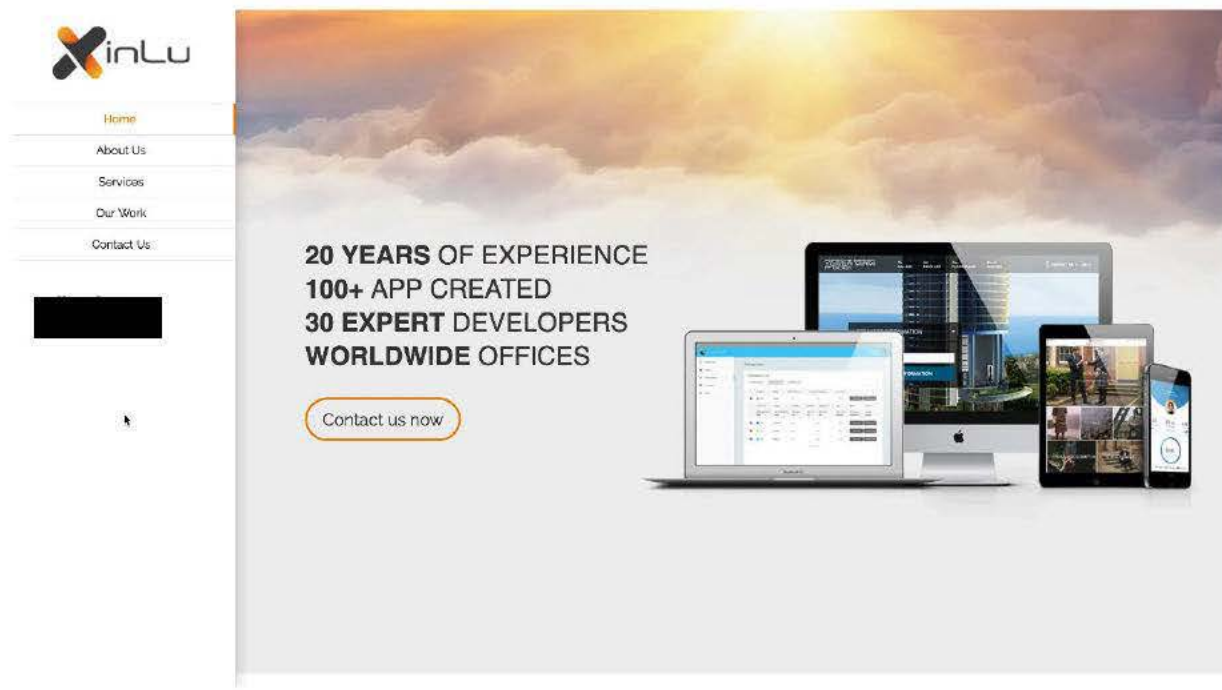 XinLu
Home
About Us
Services
Our Work
Contact Us
20 YEARS OF EXPERIENCE
100+ APP CREATED
30 EXPERT DEVELOPERS
WORLDWIDE OFFICES
Contact us now